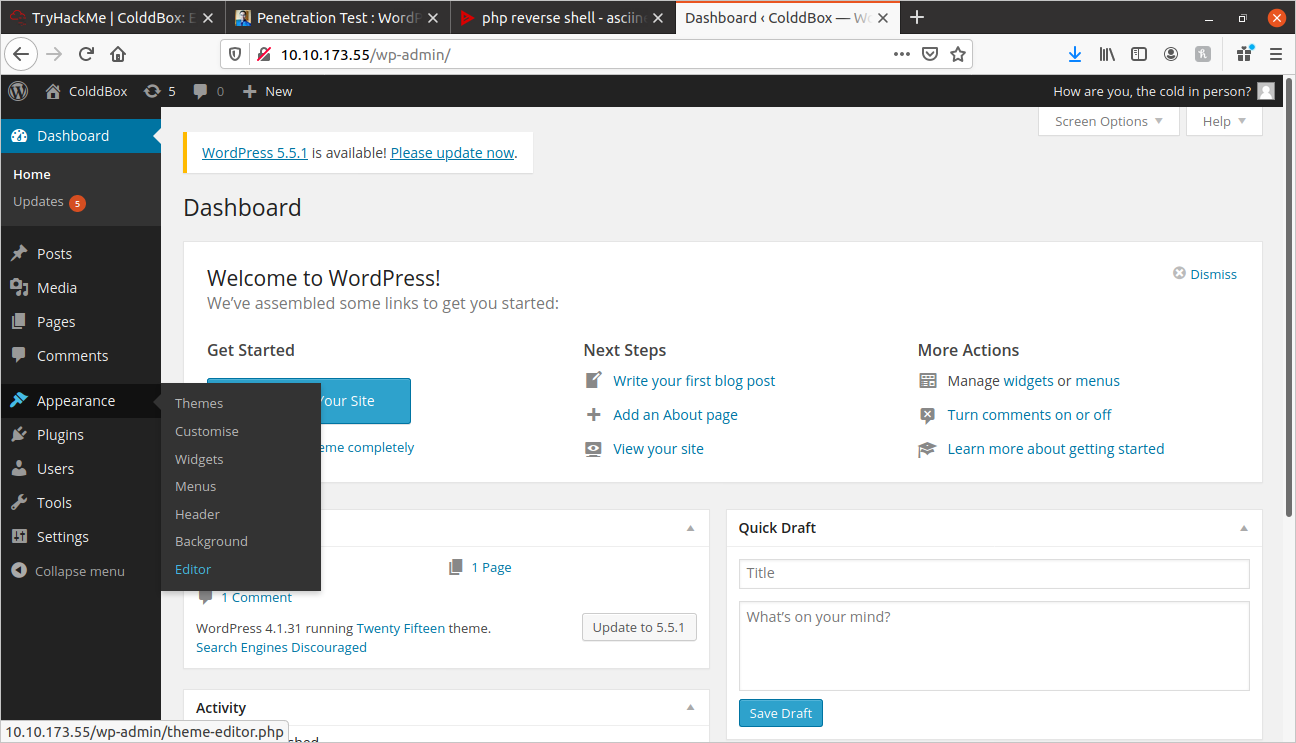 TryHackMe | ColddBox: E
Penetration Test : WordP
php reverse shell - asciin
Dashboard ‹ ColddBox — Wo
10.10.173.55/wp-admin/
ColddBox 5 0 New How are you, the cold in person?
Screen Options Help
Dashboard
Home
Updates 5
Posts
Media
Pages
Comments
Appearance
Plugins
Users
Tools
Settings
Collapse menu
Themes
Customise
Widgets
Menus
Header
Background
Editor
WordPress 5.5.1 is available! Please update now.
Dashboard
Welcome to WordPress!
Dismiss
We've assembled some links to get you started:
Get Started
Your Site
eme completely
Next Steps
Write your first blog post
Add an About page
View your site
More Actions
Manage widgets or menus
Turn comments on or off
Learn more about getting started
1 Page
1 Comment
WordPress 4.1.31 running Twenty Fifteen theme.
Update to 5.5.1
Search Engines Discouraged
Activity
Quick Draft
Title
What's on your mind?
Save Draft
10.10.173.55/wp-admin/theme-editor.php